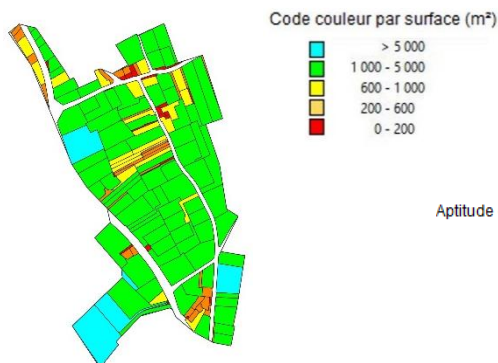 Code couleur par surface (m²)
> 5 000
1 000 - 5 000
600 - 1 000
200 - 600
0 - 200
Aptitude